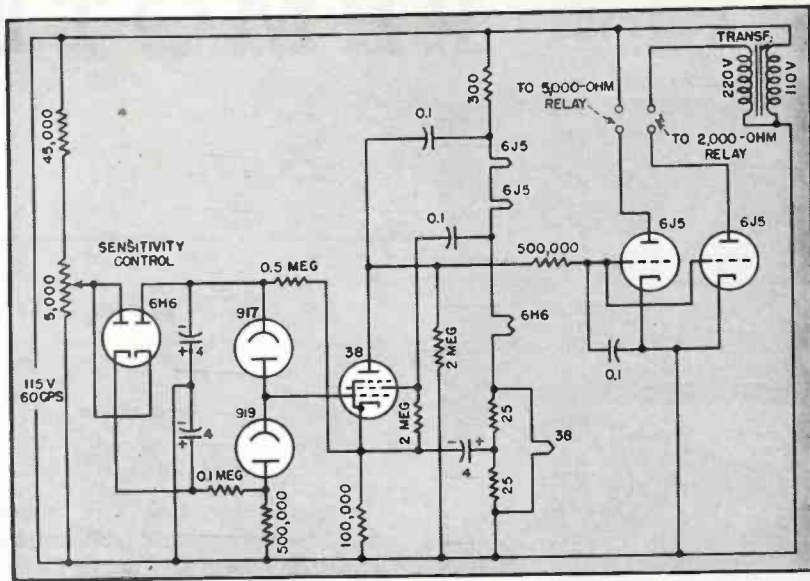 TRANSF.
220V
110V
TO 5,000-OHM
RELAY
TO 2,000-OHM
RELAY
300
45,000
0.1
6J5
6J5
6J5
6J5
0.1
500,000
SENSITIVITY
CONTROL
0.5 MEG
5,000
6H6
917
6H6
- 4 +
38
2 MEG
0.1
115 V
60 CPS
919
2 MEG
25
38
- 4 +
- 4 +
25
0.1 MEG
500,000
100,000